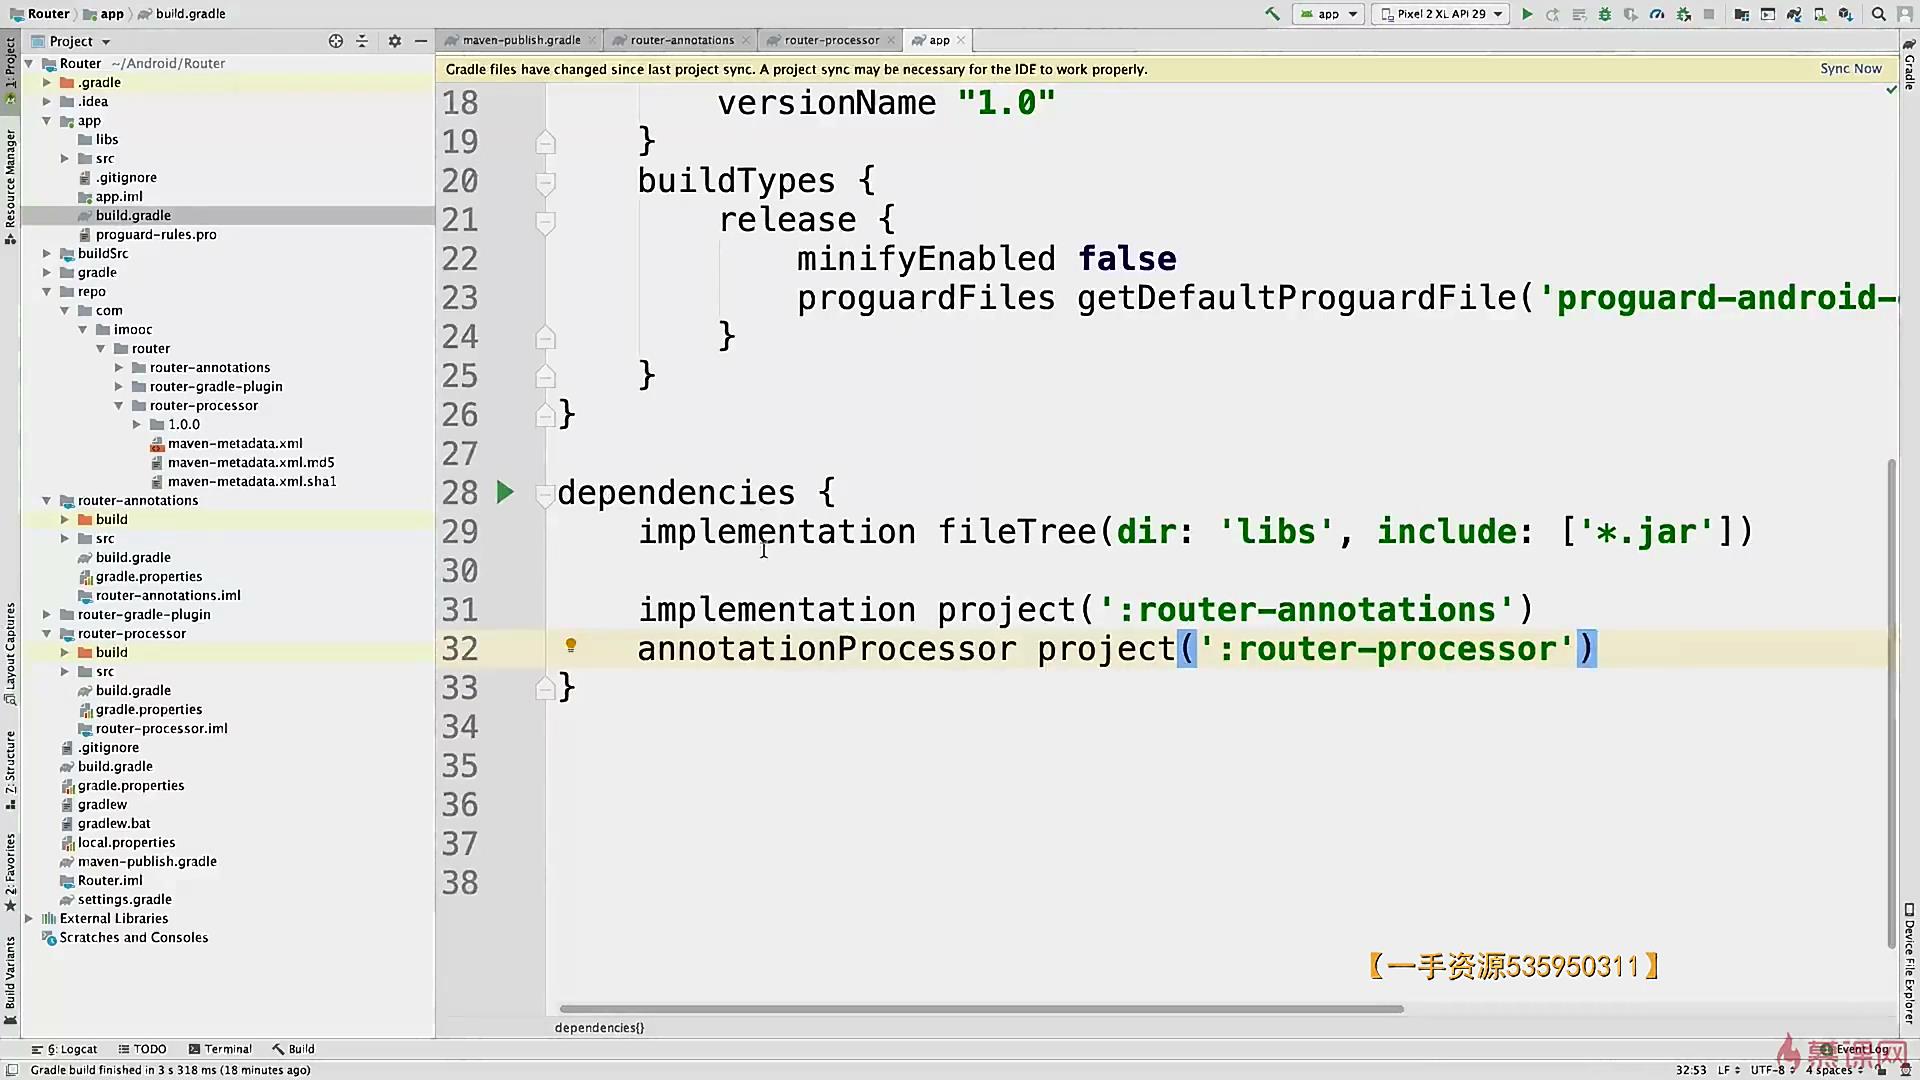 Router
app
build.gradle
app
Pixel 2 XL API 29
Project
maven-publish.gradle
router-annotations
router-processor
app
Gradle files have changed since last project sync. A project sync may be necessary for the IDE to work properly.
Sync Now
Router ~/Android/Router
.gradle
.idea
app
libs
src
.gitignore
app.iml
build.gradle
proguard-rules.pro
buildSrc
gradle
repo
com
imooc
router
router-annotations
router-gradle-plugin
router-processor
1.0.0
maven-metadata.xml
maven-metadata.xml.md5
maven-metadata.xml.sha1
router-annotations
build
src
build.gradle
gradle.properties
router-annotations.iml
router-gradle-plugin
router-processor
build
src
build.gradle
gradle.properties
router-processor.iml
.gitignore
build.gradle
gradle.properties
gradlew
gradlew.bat
local.properties
maven-publish.gradle
Router.iml
settings.gradle
External Libraries
Scratches and Consoles
18 versionName "1.0"
19 }
20 buildTypes {
21 release {
22 minifyEnabled false
23 proguardFiles getDefaultProguardFile('proguard-android-
24 }
25 }
26 }
27
28 dependencies {
29 implementation fileTree(dir: 'libs', include: ['*.jar'])
30
31 implementation project(':router-annotations')
32 annotationProcessor project(':router-processor')
33 }
34
35
36
37
38
dependencies{}
1: Project
Resource Manager
Layout Captures
7: Structure
2: Favorites
Build Variants
Gradle
Device File Explorer
【一手资源535950311】
慕课网
6: Logcat
TODO
Terminal
Build
Event Log
Gradle build finished in 3 s 318 ms (18 minutes ago)
32:53
LF
UTF-8
4 spaces